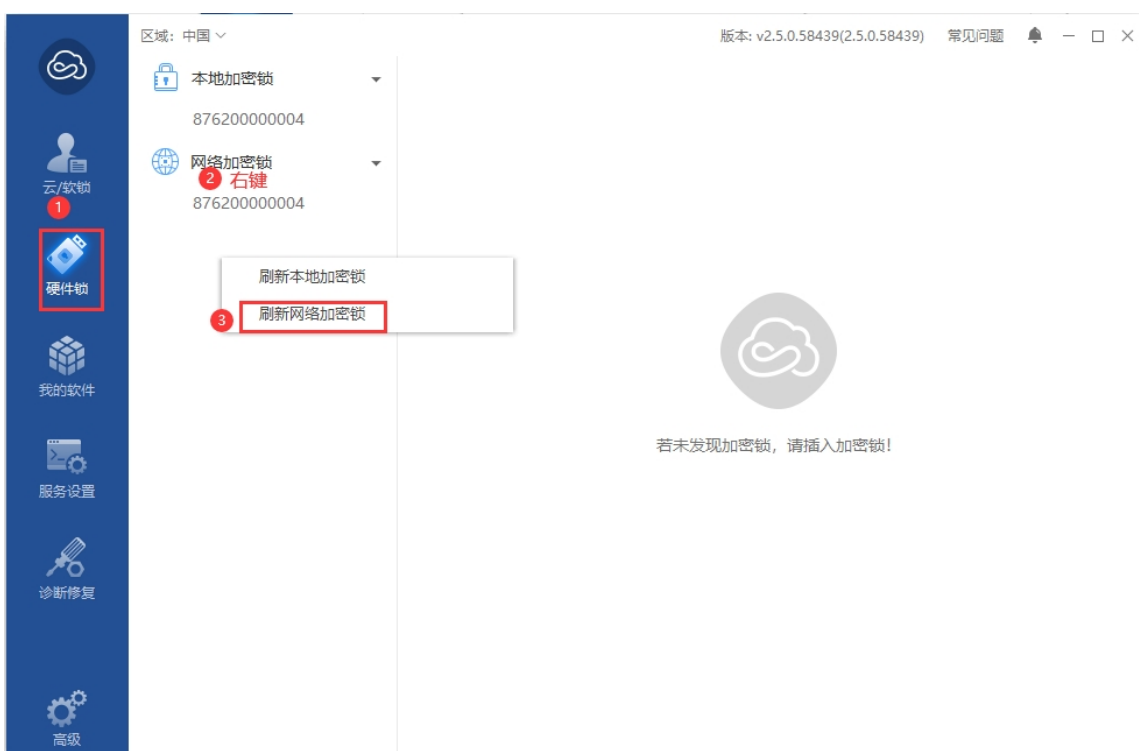 区域: 中国
版本: v2.5.0.58439(2.5.0.58439)
常见问题
本地加密锁
876200000004
网络加密锁
2 右键
876200000004
云/软锁
1
硬件锁
刷新本地加密锁
3 刷新网络加密锁
我的软件
若未发现加密锁，请插入加密锁！
服务设置
诊断修复
高级